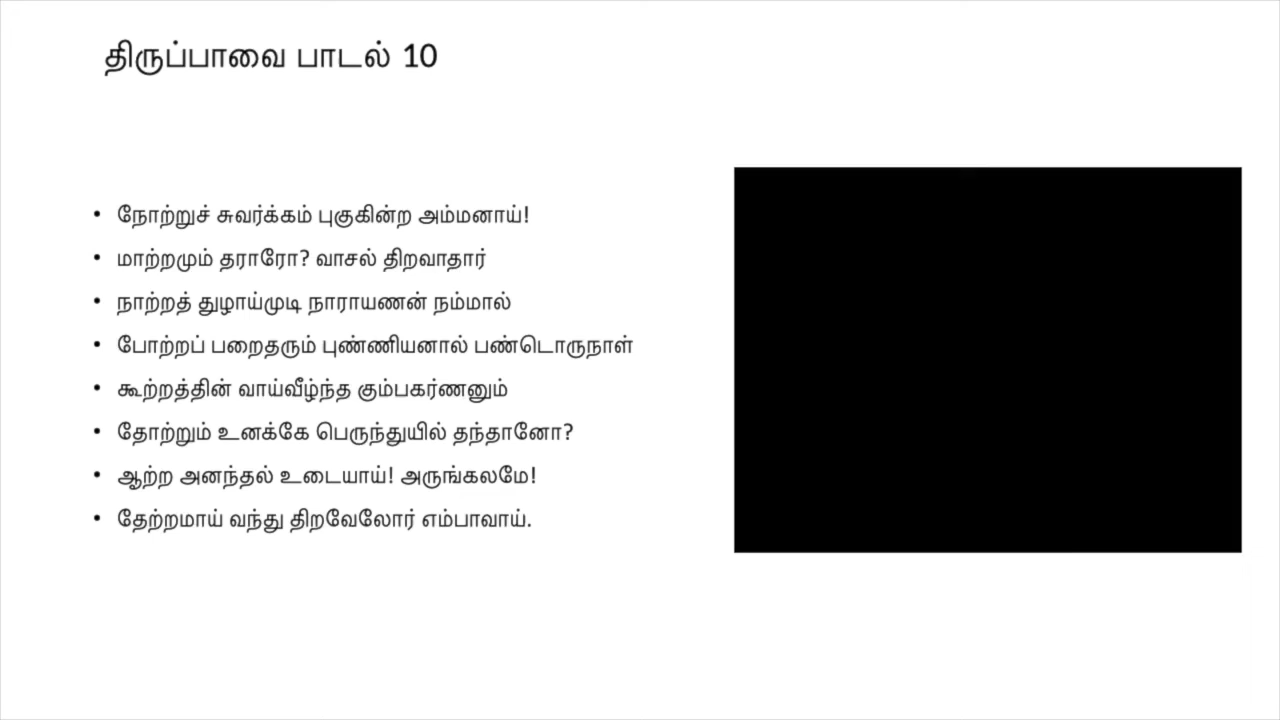 திருப்பாவை பாடல் 10
• நோற்றுச் சுவர்க்கம் புகுகின்ற அம்மனாய்!
• மாற்றமும் தராரோ? வாசல் திறவாதார்
• நாற்றத் துழாய்முடி நாராயணன் நம்மால்
• போற்றப் பறைதரும் புண்ணியனால் பண்டொருநாள்
• கூற்றத்தின் வாய்வீழ்ந்த கும்பகர்ணனும்
• தோற்றும் உனக்கே பெருந்துயில் தந்தானோ?
• ஆற்ற அனந்தல் உடையாய்! அருங்கலமே!
• தேற்றமாய் வந்து திறவேலோர் எம்பாவாய்.